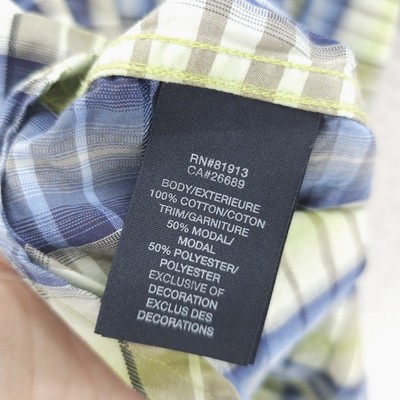 RN#81913
CA#26689
BODY/EXTERIEURE
100% COTTON/COTON
TRIM/GARNITURE
50% MODAL/
MODAL
50% POLYESTER/
POLYESTER
EXCLUSIVE OF
DECORATION
EXCLUS DES
DECORATIONS